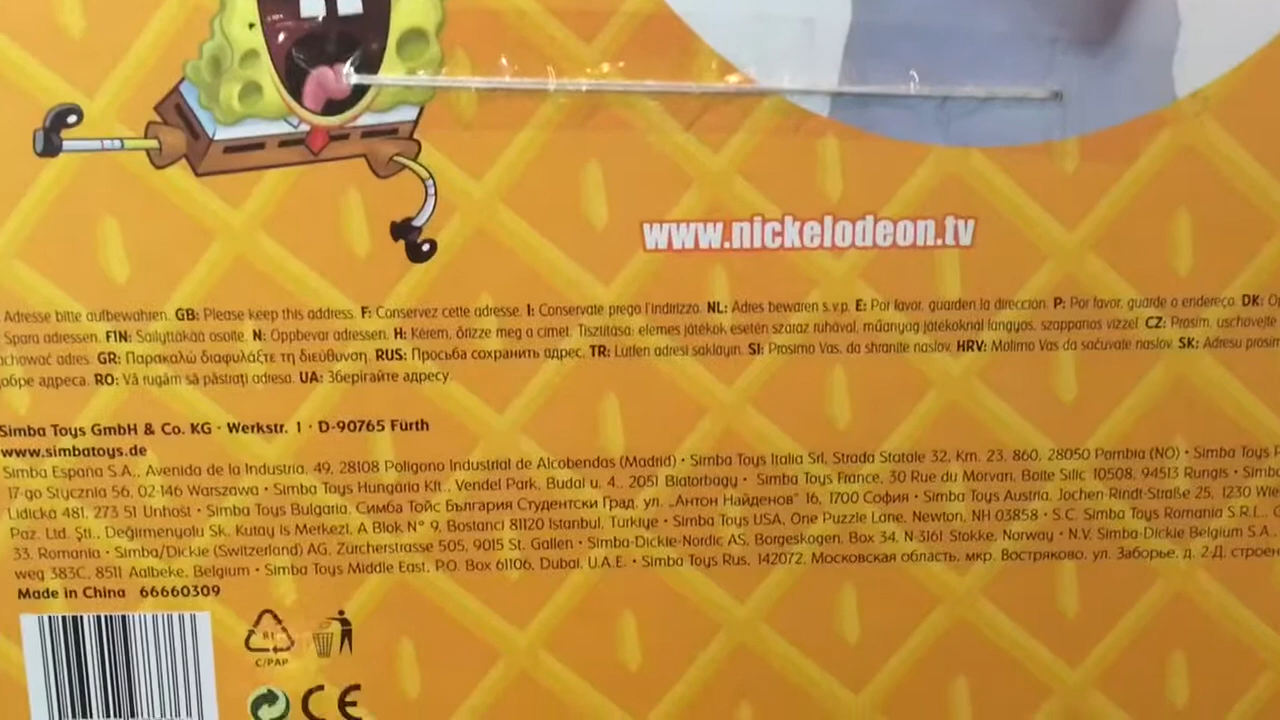 www.nickelodeon.tv
Adresse bitte aufbewahren. GB: Please keep this address. F: Conservez cette adresse. I: Conservate prego l'indirizzo. NL: Adres bewaren s.v.p. E: Por favor, guarden la dirección. P: Por favor, guarde o endereço. DK:
Spara adressen. FIN: Säilyttäkää osoite. N: Oppbevar adressen. H: Kérem, őrizze meg a címet. Tisztítása: elemes játékok esetén száraz ruhával, műanyag játékoknál langyos, szappanos vízzel. CZ: Prosím, uschovejte
adres. GR: Παρακαλώ διαφυλάξτε τη διεύθυνση. RUS: Просьба сохранить адрес. TR: Lütfen adresi saklayın. SI: Prosimo Vas, da shranite naslov. HRV: Molimo Vas da sačuvate naslov. SK: Adresu prosím
адреса. RO: Vă rugăm să păstrați adresa. UA: Зберігайте адресу.
Simba Toys GmbH & Co. KG · Werkstr. 1 · D-90765 Fürth
www.simbatoys.de
Simba España S.A., Avenida de la Industria, 49, 28108 Polígono Industrial de Alcobendas (Madrid) · Simba Toys Italia Srl, Strada Statale 32, Km. 23, 860, 28050 Pombia (NO) · Simba Toys
17-go Stycznia 56, 02-146 Warszawa · Simba Toys Hungária Kft., Vendel Park, Budai u. 4., 2051 Biatorbágy · Simba Toys France, 30 Rue du Morvan, Boite Silic 10508, 94513 Rungis ·
Lidická 481, 273 51 Unhošť · Simba Toys Bulgaria, Симба Тойс България Студентски Град, ул. „Антон Найденов" 16, 1700 София · Simba Toys Austria, Jochen-Rindt-Straße 25, 1230
Paz. Ltd. Şti., Değirmenyolu Sk. Kutay Is Merkezi, A Blok N° 9, Bostanci 81120 Istanbul, Türkiye · Simba Toys USA, One Puzzle Lane, Newton, NH 03858 · S.C. Simba Toys Romania S.R.L.,
33, Romania · Simba/Dickie (Switzerland) AG, Zürcherstrasse 505, 9015 St. Gallen · Simba-Dickie-Nordic AS, Borgeskogen, Box 34, N-3161 Stokke, Norway · N.V. Simba-Dickie Belgium S.A.,
weg 383C, 8511 Aalbeke, Belgium · Simba Toys Middle East, P.O. Box 61106, Dubai, U.A.E. · Simba Toys Rus, 142072, Московская область, мкр. Востряково, ул. Заборье, д. 2-Д,
Made in China 66660309
C/PAP
CE